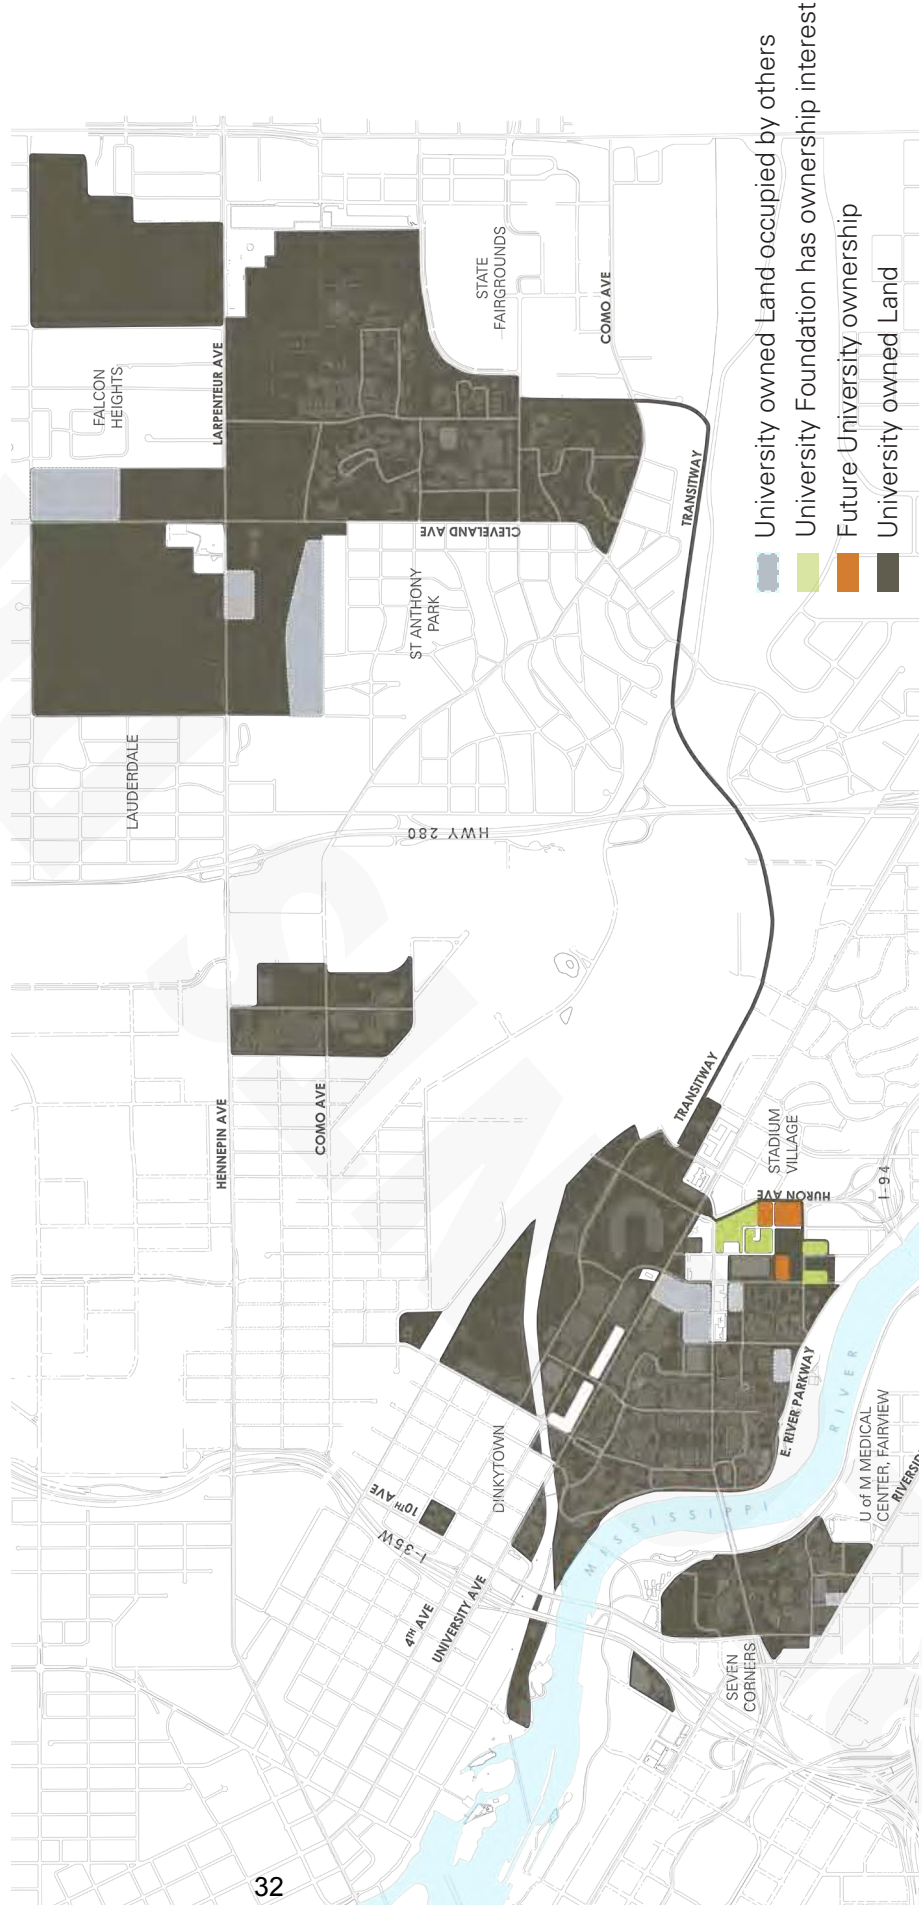 FALCON
HEIGHTS
LARPENTEUR AVE
STATE
FAIRGROUNDS
COMO AVE
CLEVELAND AVE
ST ANTHONY
PARK
TRANSITWAY
LAUDERDALE
HWY 280
HENNEPIN AVE
COMO AVE
TRANSITWAY
STADIUM
VILLAGE
HURON AVE
I-94
DINKYTOWN
10TH AVE
I-35W
4TH AVE
UNIVERSITY AVE
E. RIVER PARKWAY
MISSISSIPPI
RIVER
U of M MEDICAL
CENTER, FAIRVIEW
SEVEN
CORNERS
University owned Land occupied by others
University Foundation has ownership interest
Future University ownership
University owned Land
32